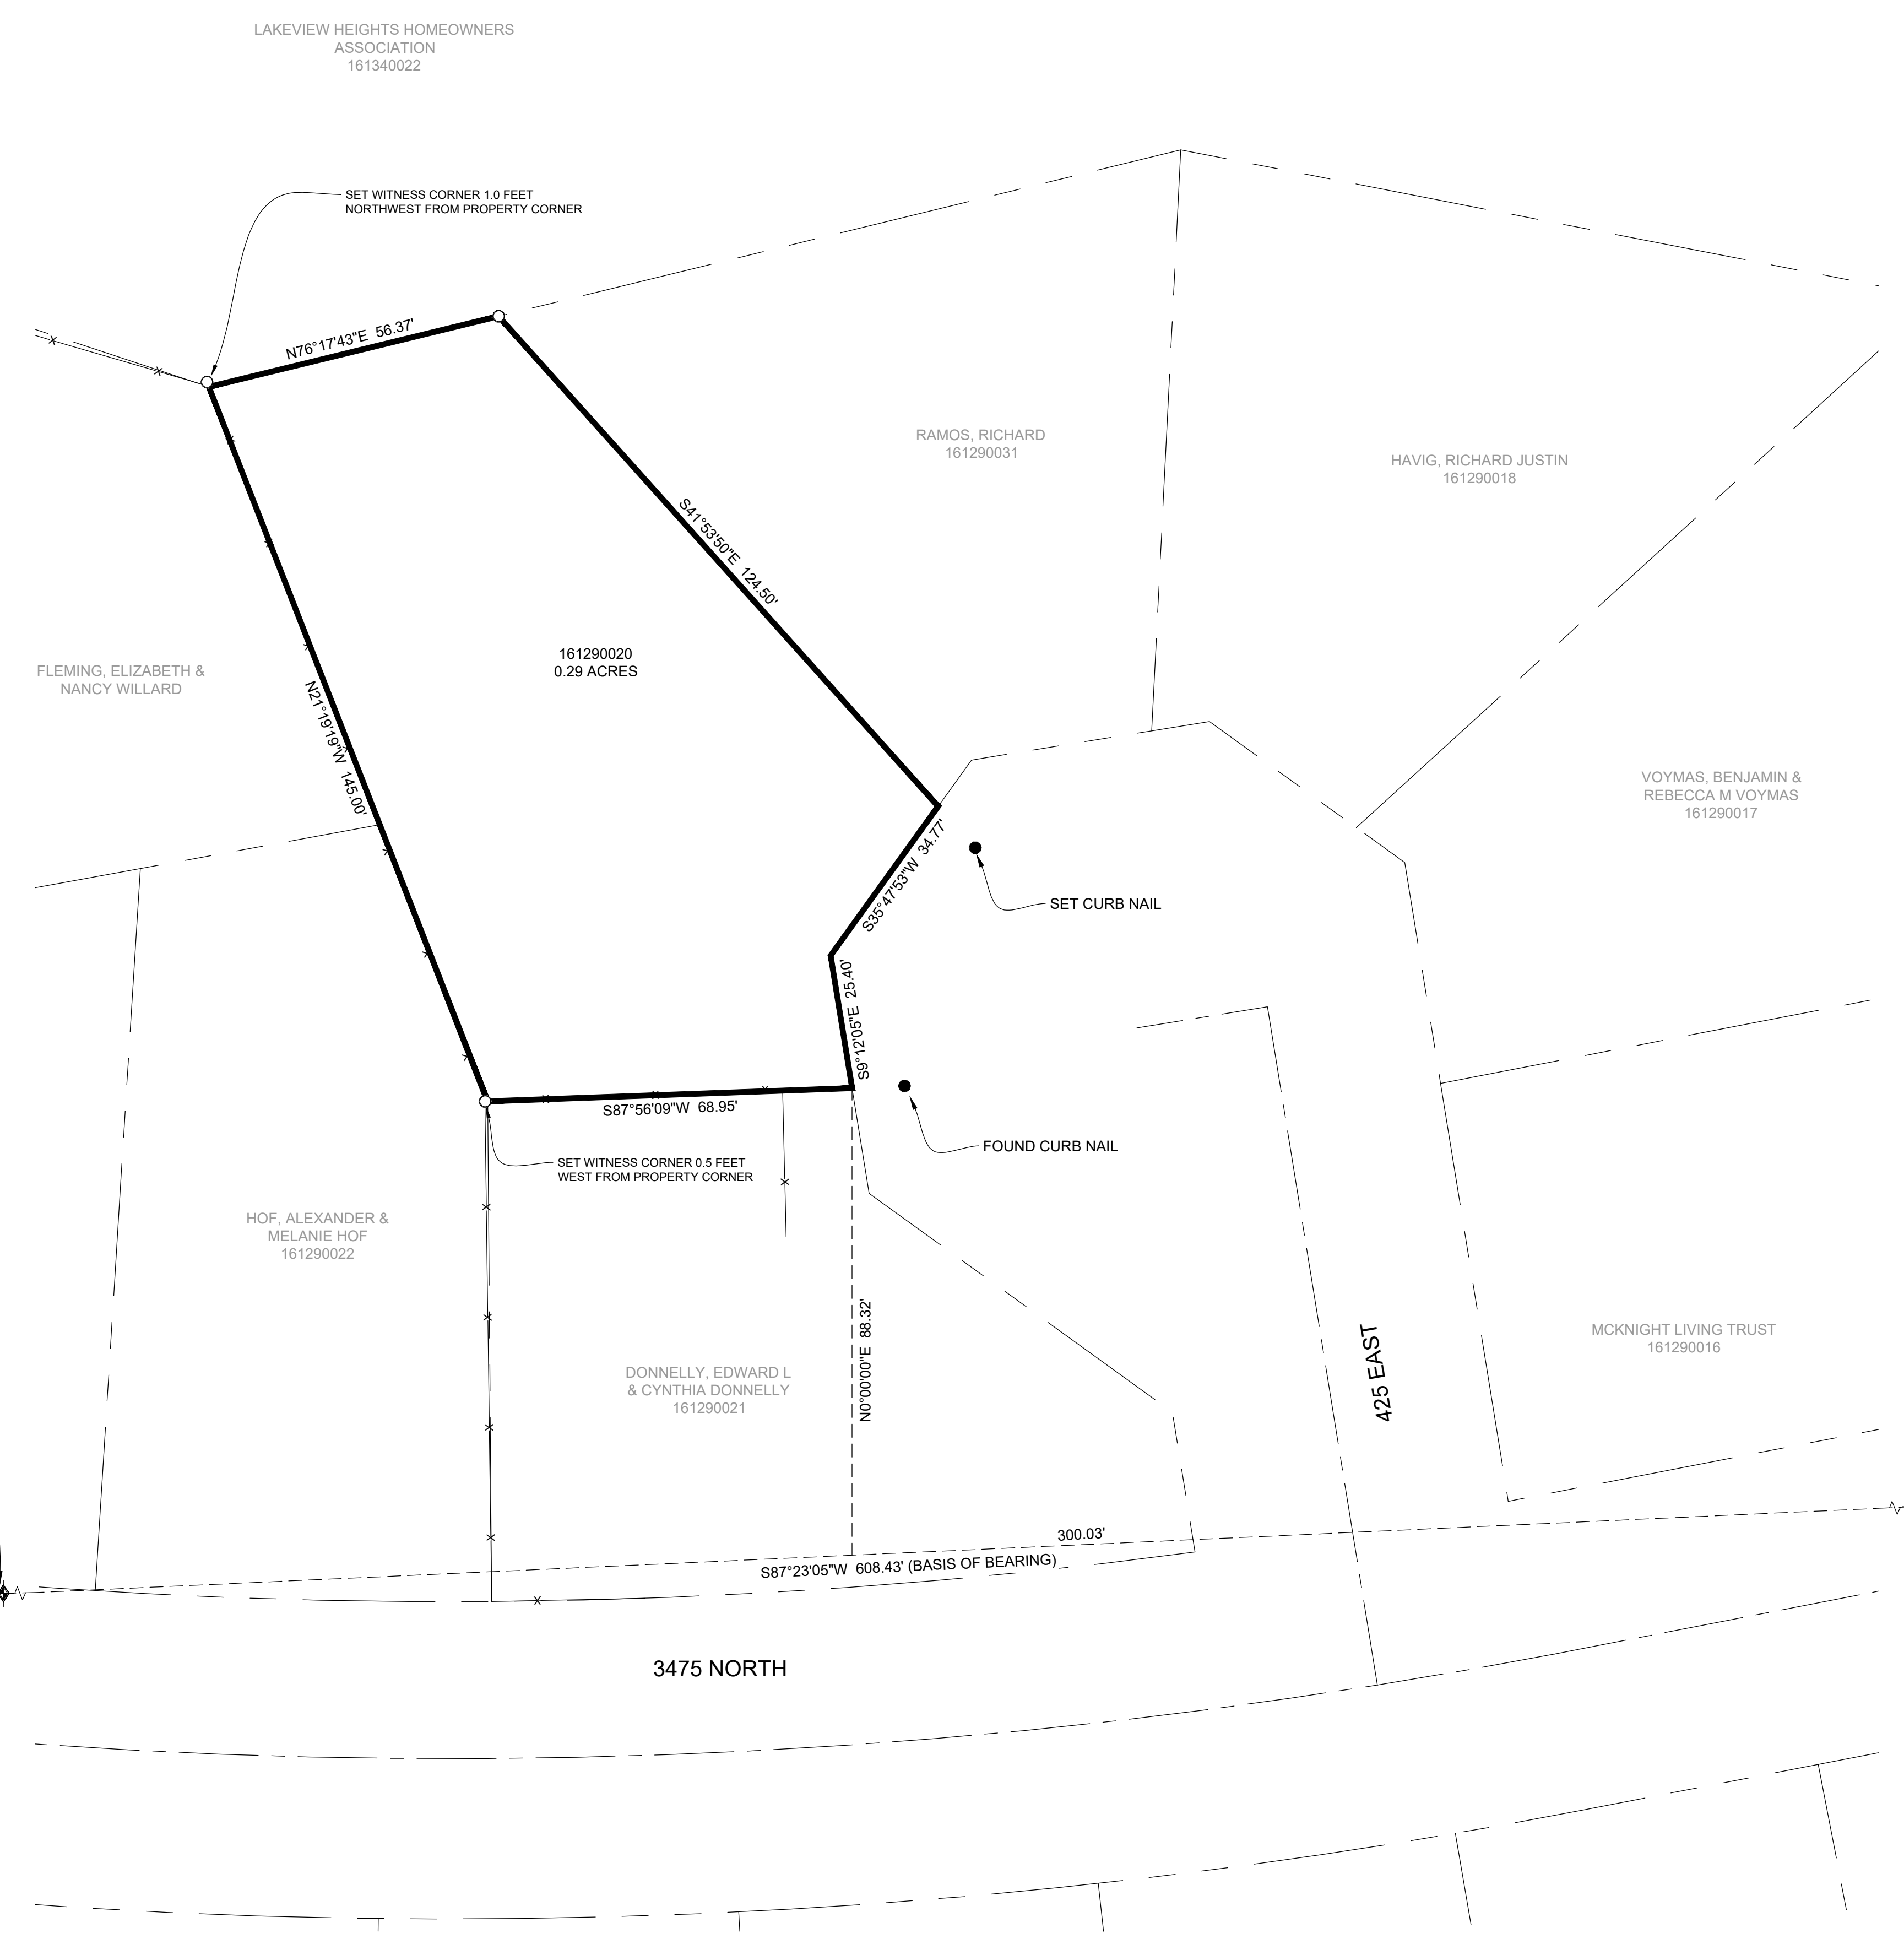 LAKEVIEW HEIGHTS HOMEOWNERS
ASSOCIATION
161340022
SET WITNESS CORNER 1.0 FEET
NORTHWEST FROM PROPERTY CORNER
N76°17'43"E 56.37'
RAMOS, RICHARD
161290031
HAVIG, RICHARD JUSTIN
161290018
S41°53'50"E 124.50'
161290020
0.29 ACRES
FLEMING, ELIZABETH &
NANCY WILLARD
N21°19'19"W 145.00'
VOYMAS, BENJAMIN &
REBECCA M VOYMAS
161290017
S35°47'53"W 34.77'
SET CURB NAIL
S9°12'05"E 25.40'
S87°56'09"W 68.95'
FOUND CURB NAIL
SET WITNESS CORNER 0.5 FEET
WEST FROM PROPERTY CORNER
HOF, ALEXANDER &
MELANIE HOF
161290022
DONNELLY, EDWARD L
& CYNTHIA DONNELLY
161290021
N0°00'00"E 88.32'
425 EAST
MCKNIGHT LIVING TRUST
161290016
300.03'
S87°23'05"W 608.43' (BASIS OF BEARING)
3475 NORTH